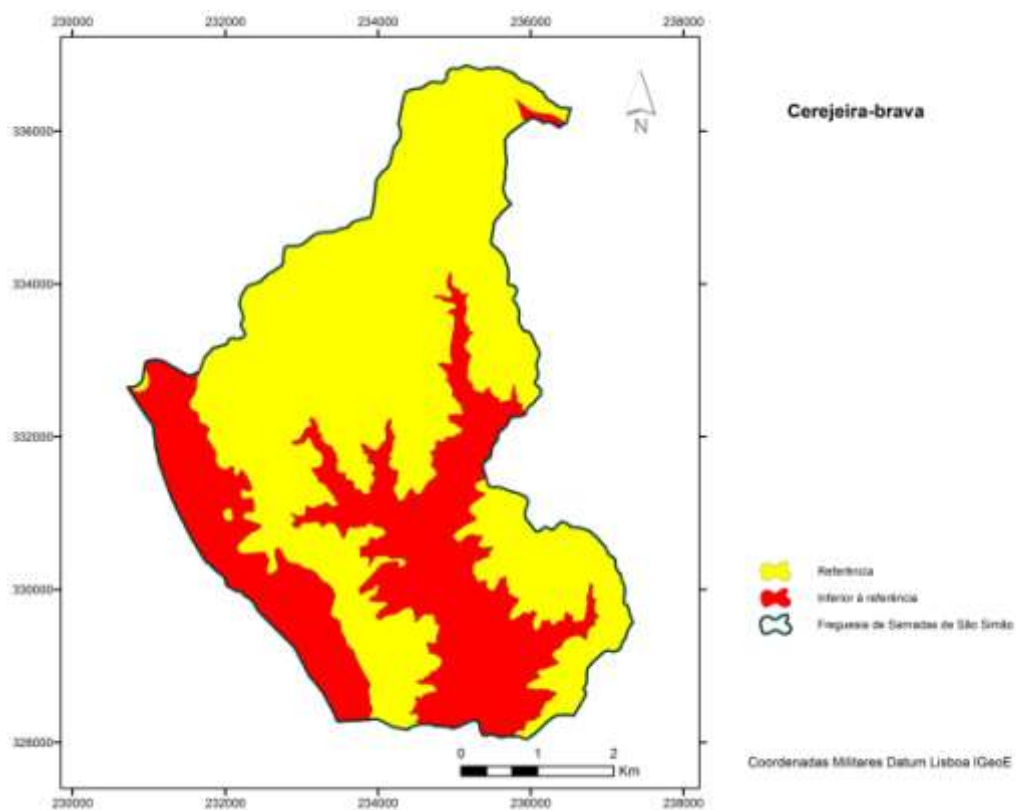 230000 232000 234000 236000 238000
Cerejeira-brava
336000
N
334000
332000
330000
328000
Referência
Inferior à referência
Freguesia de Serradas de São Simão
0 1 2
Km
Coordenadas Militares Datum Lisboa IGeoE
230000 232000 234000 236000 238000